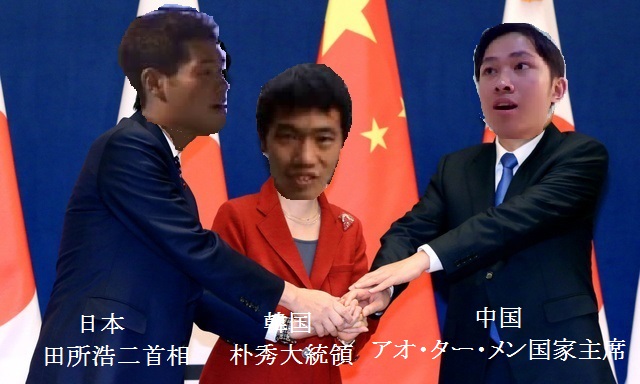 日本
田所浩二首相
韓国
朴秀大統領
中国
アオ・ター・メン国家主席